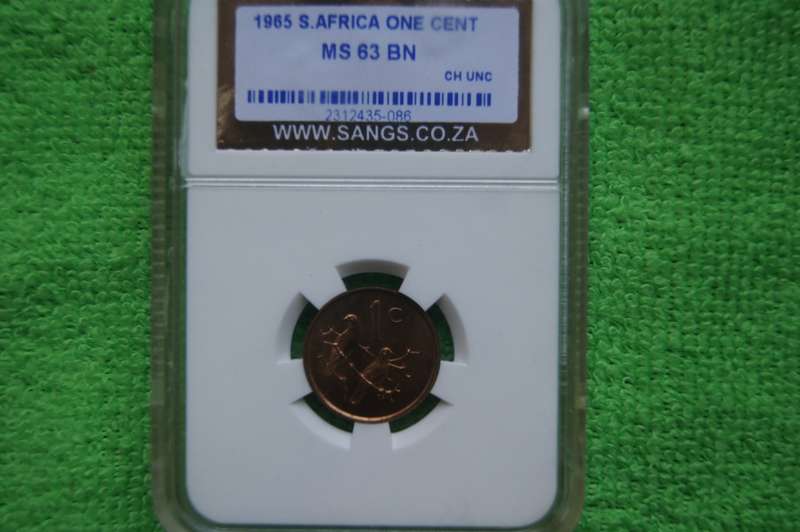 1965 S.AFRICA ONE CENT
MS 63 BN
CH UNC
2312435-086
WWW.SANGS.CO.ZA
1 c